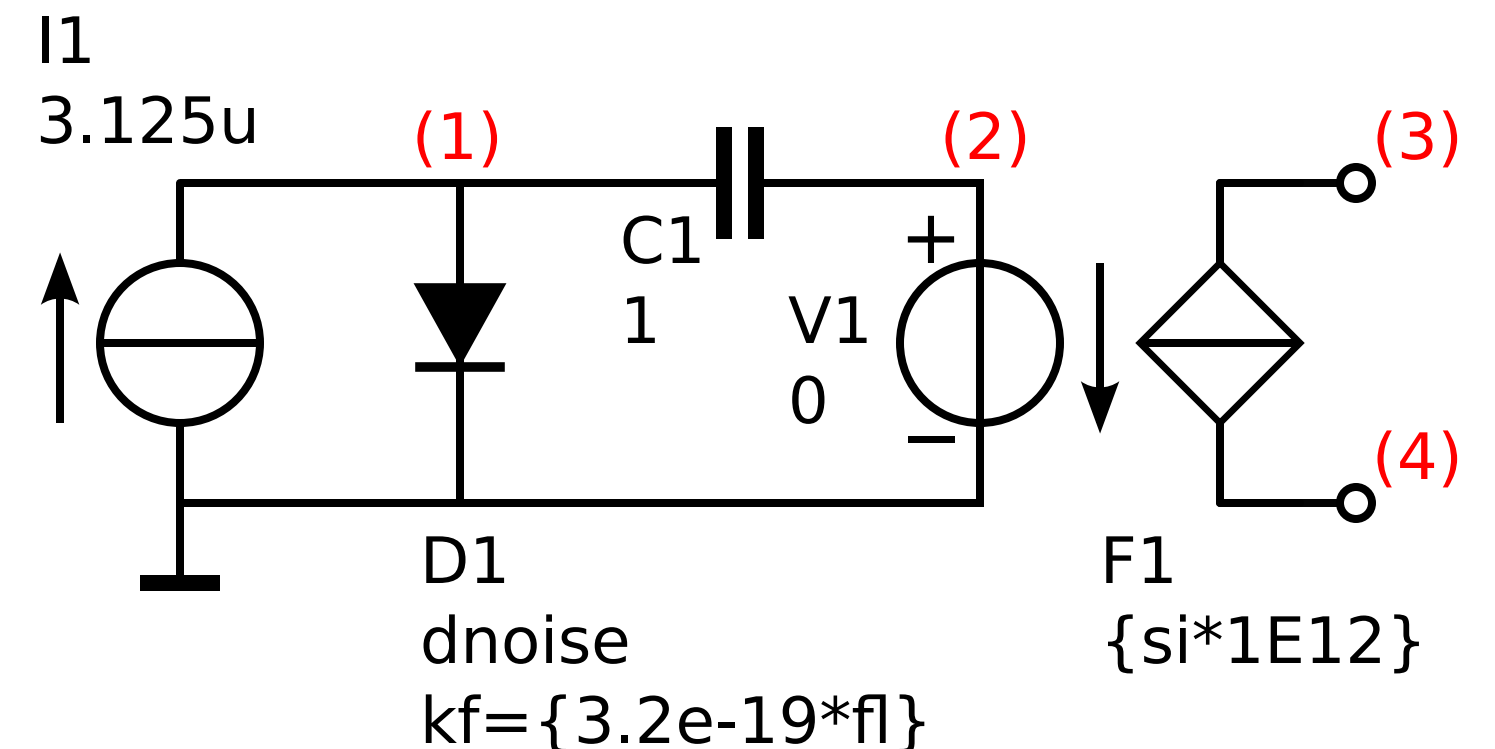 I1
3.125u
(1)
(2)
(3)
C1
1
+
V1
0
−
(4)
D1
dnoise
kf={3.2e-19*fl}
F1
{si*1E12}